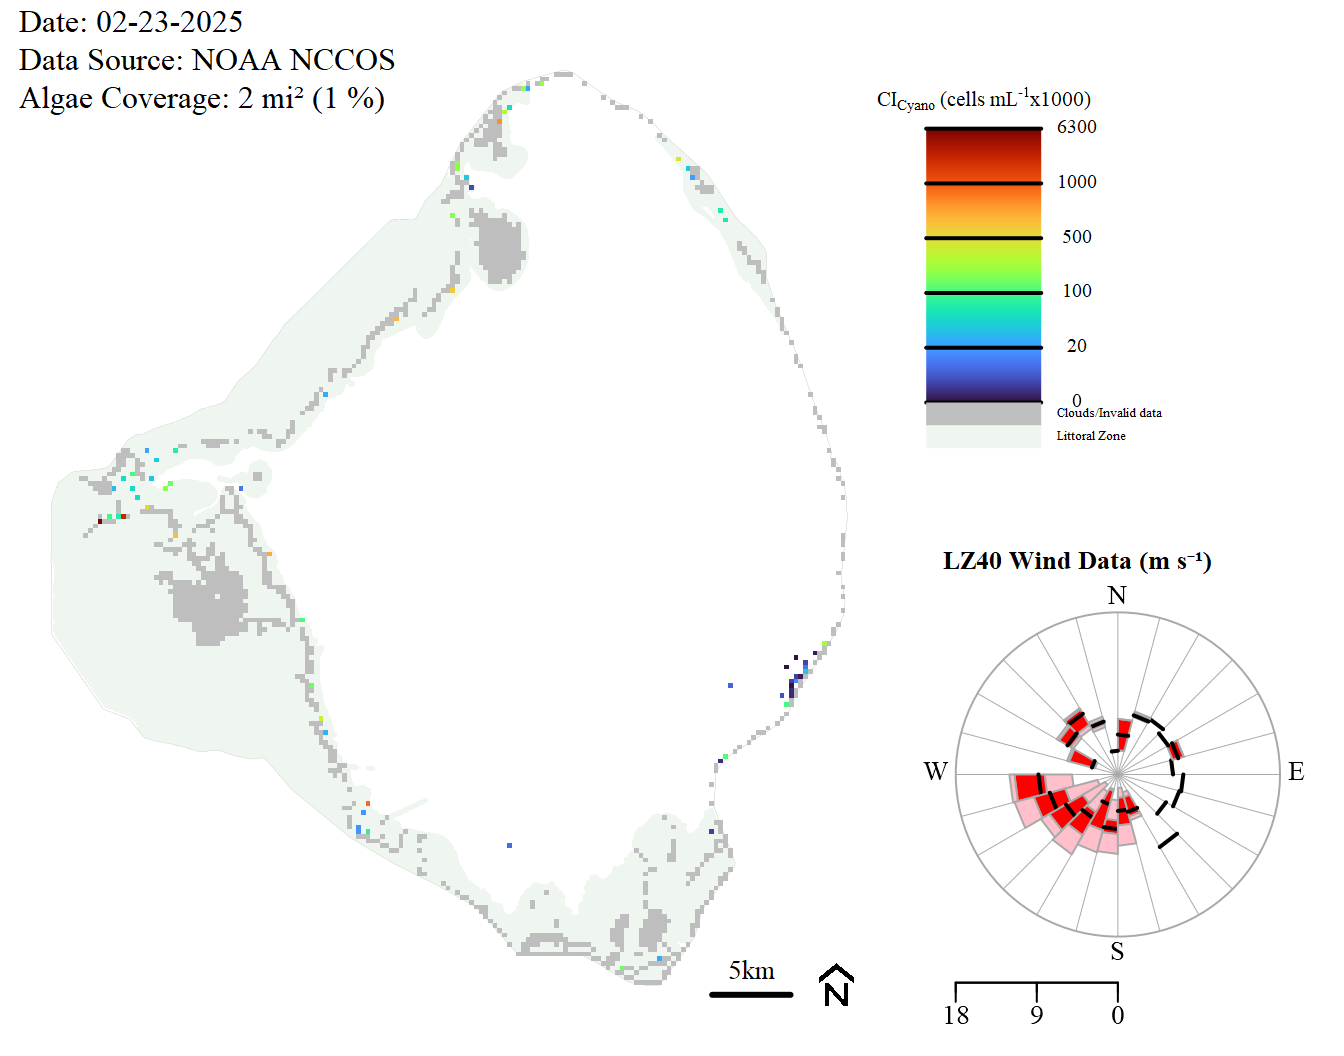 Date: 02-23-2025
Data Source: NOAA NCCOS
Algae Coverage: 2 mi² (1 %)
CICyano (cells mL⁻¹x1000)
6300
1000
500
100
20
0
Clouds/Invalid data
Littoral Zone
LZ40 Wind Data (m s⁻¹)
N
W
E
S
5km
N
18 9 0